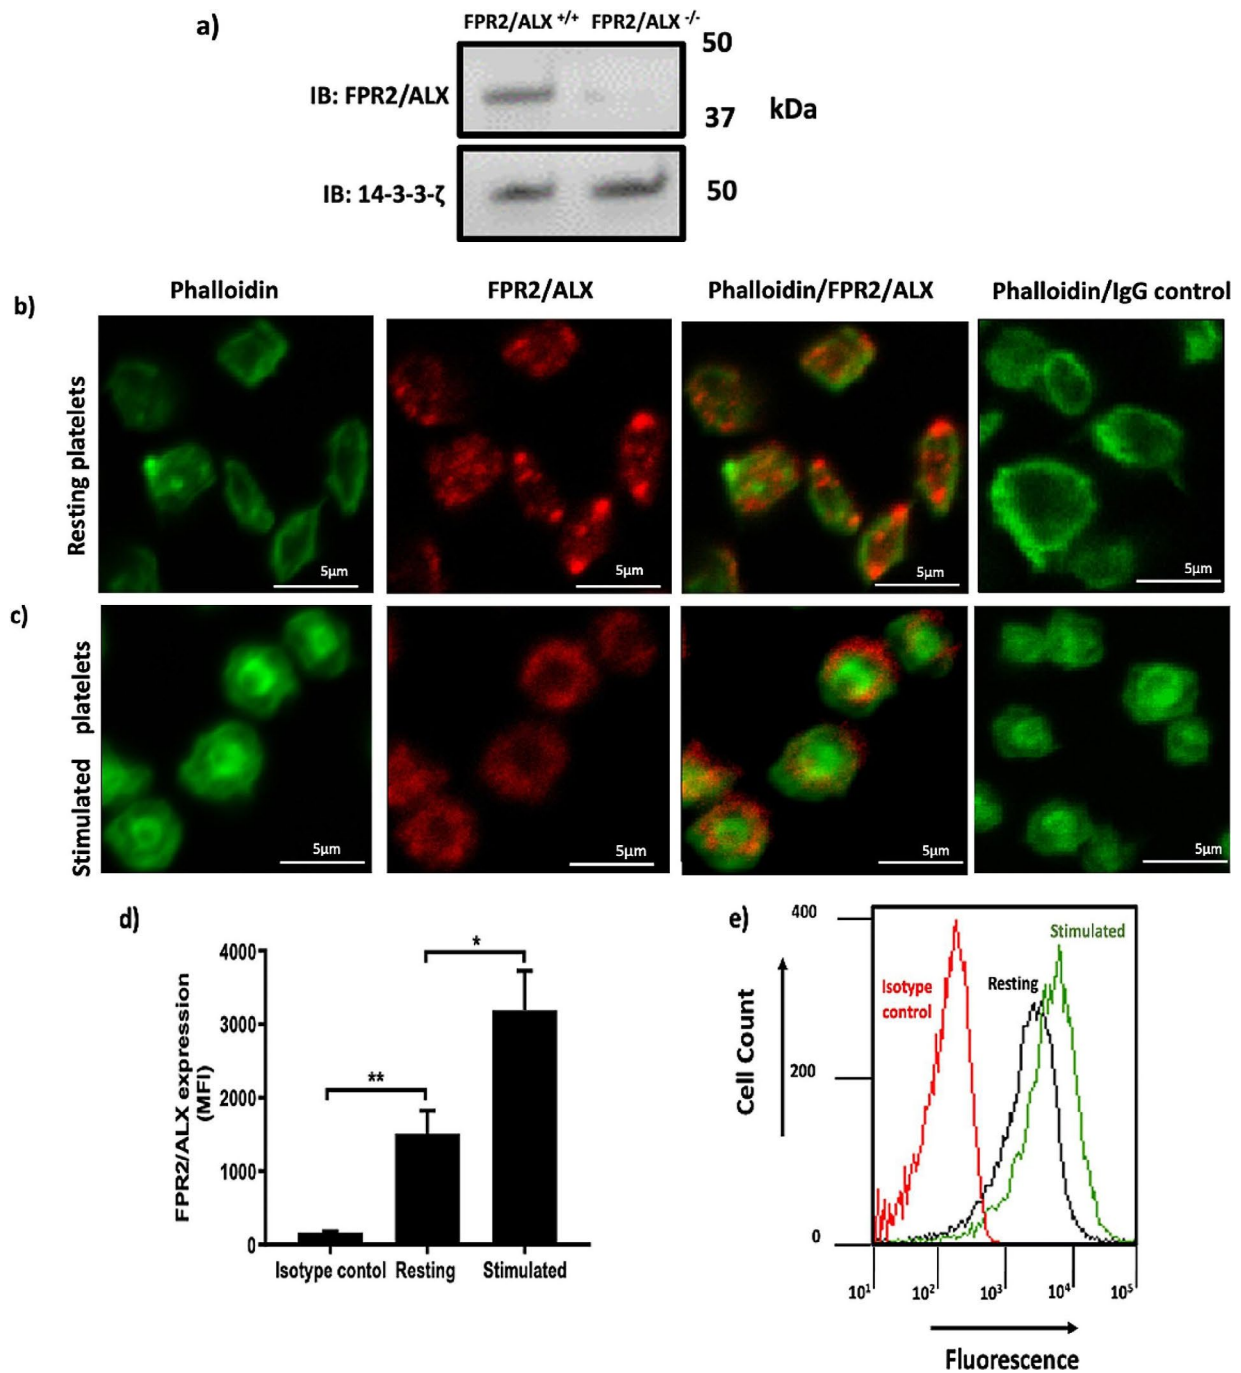 a)
FPR2/ALX +/+ FPR2/ALX -/-
50
IB: FPR2/ALX
37
kDa
IB: 14-3-3-ζ
50
b)
Phalloidin
FPR2/ALX
Phalloidin/FPR2/ALX
Phalloidin/IgG control
Resting platelets
5µm
5µm
5µm
5µm
c)
Stimulated platelets
5µm
5µm
5µm
5µm
d)
FPR2/ALX expression
(MFI)
4000
3000
2000
1000
0
**
*
Isotype contol Resting Stimulated
e)
Cell Count
400
200
0
Isotype
control
Resting
Stimulated
10¹ 10² 10³ 10⁴ 10⁵
Fluorescence